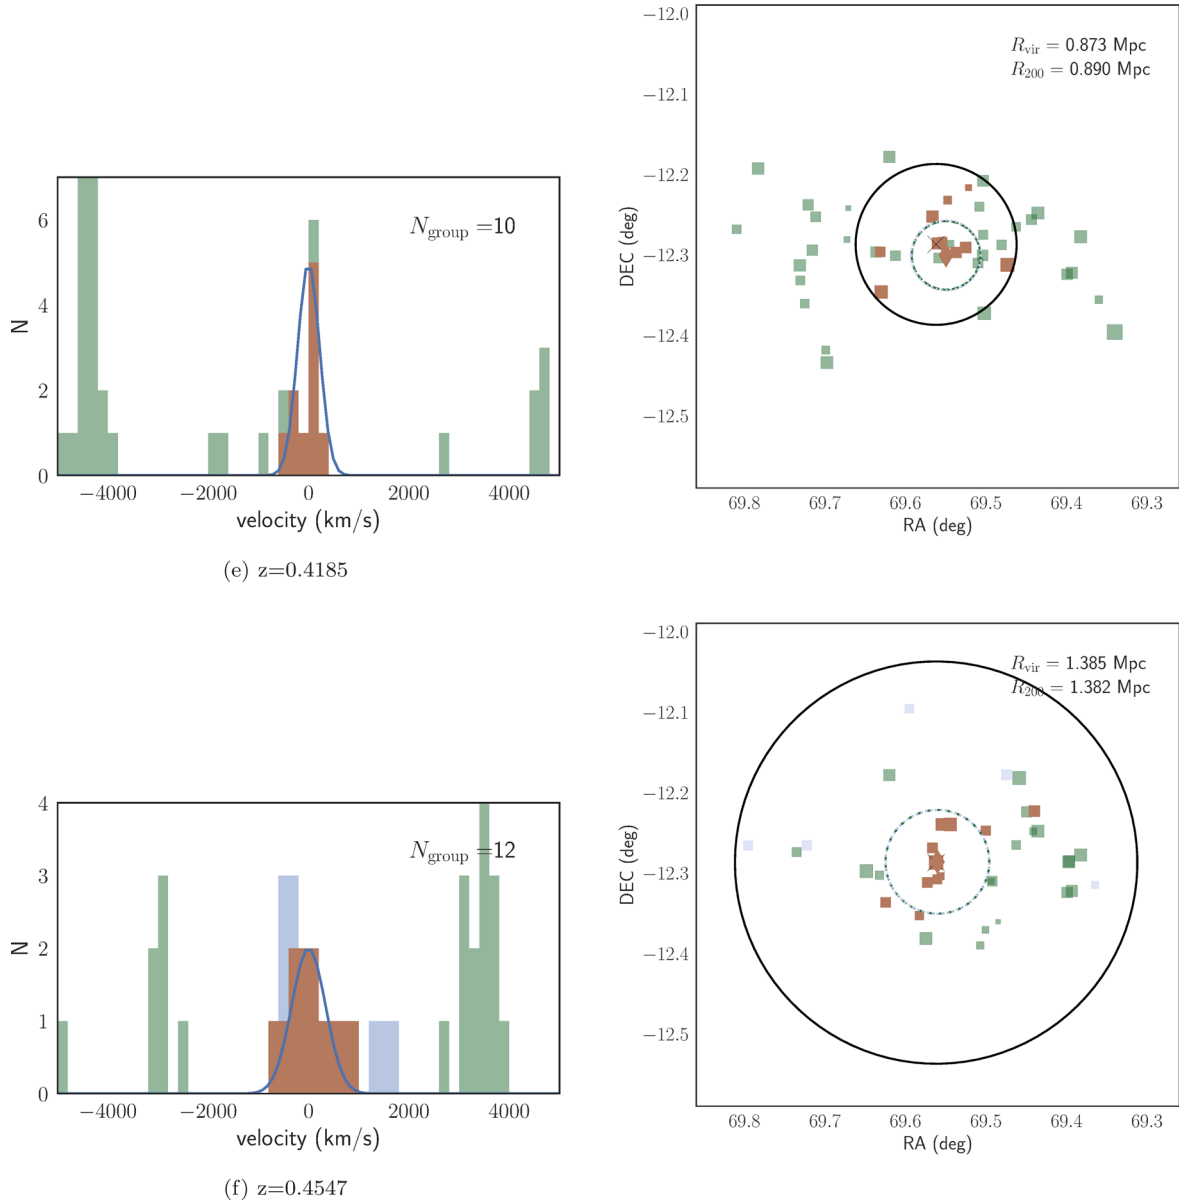 6
4
2
0
N
N_group =10
−4000 −2000 0 2000 4000
velocity (km/s)
−12.0
−12.1
−12.2
−12.3
−12.4
−12.5
DEC (deg)
R_vir = 0.873 Mpc
R_200 = 0.890 Mpc
69.8 69.7 69.6 69.5 69.4 69.3
RA (deg)
(e) z=0.4185
4
3
2
1
0
N
N_group =12
−4000 −2000 0 2000 4000
velocity (km/s)
−12.0
−12.1
−12.2
−12.3
−12.4
−12.5
DEC (deg)
R_vir = 1.385 Mpc
R_200 = 1.382 Mpc
69.8 69.7 69.6 69.5 69.4 69.3
RA (deg)
(f) z=0.4547